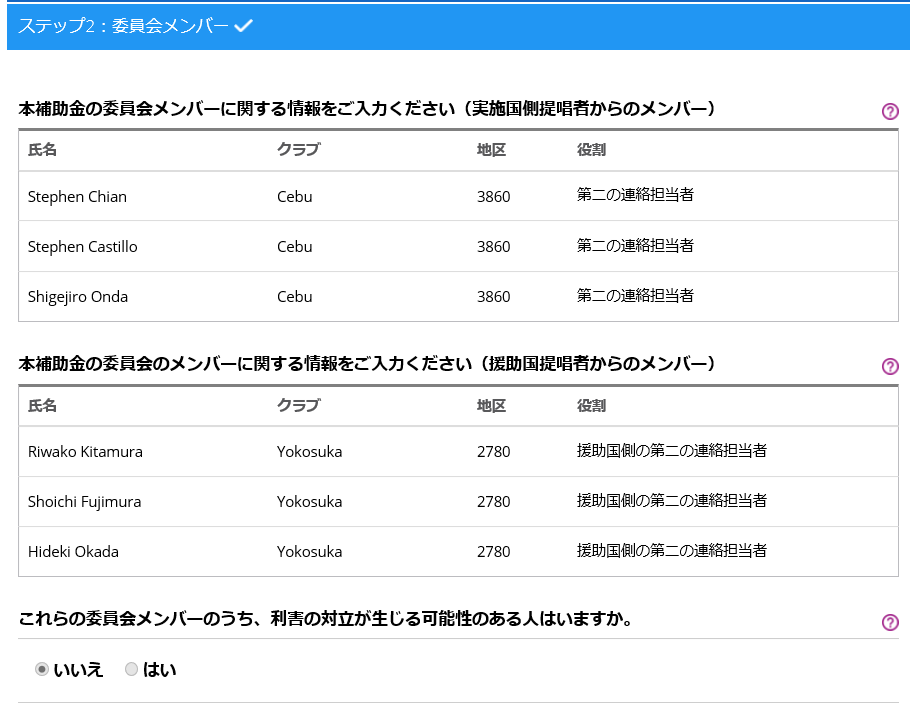 ステップ2：委員会メンバー
本補助金の委員会メンバーに関する情報をご入力ください（実施国側提唱者からのメンバー）
氏名 クラブ 地区 役割
Stephen Chian Cebu 3860 第二の連絡担当者
Stephen Castillo Cebu 3860 第二の連絡担当者
Shigejiro Onda Cebu 3860 第二の連絡担当者
本補助金の委員会のメンバーに関する情報をご入力ください（援助国提唱者からのメンバー）
氏名 クラブ 地区 役割
Riwako Kitamura Yokosuka 2780 援助国側の第二の連絡担当者
Shoichi Fujimura Yokosuka 2780 援助国側の第二の連絡担当者
Hideki Okada Yokosuka 2780 援助国側の第二の連絡担当者
これらの委員会メンバーのうち、利害の対立が生じる可能性のある人はいますか。
いいえ はい